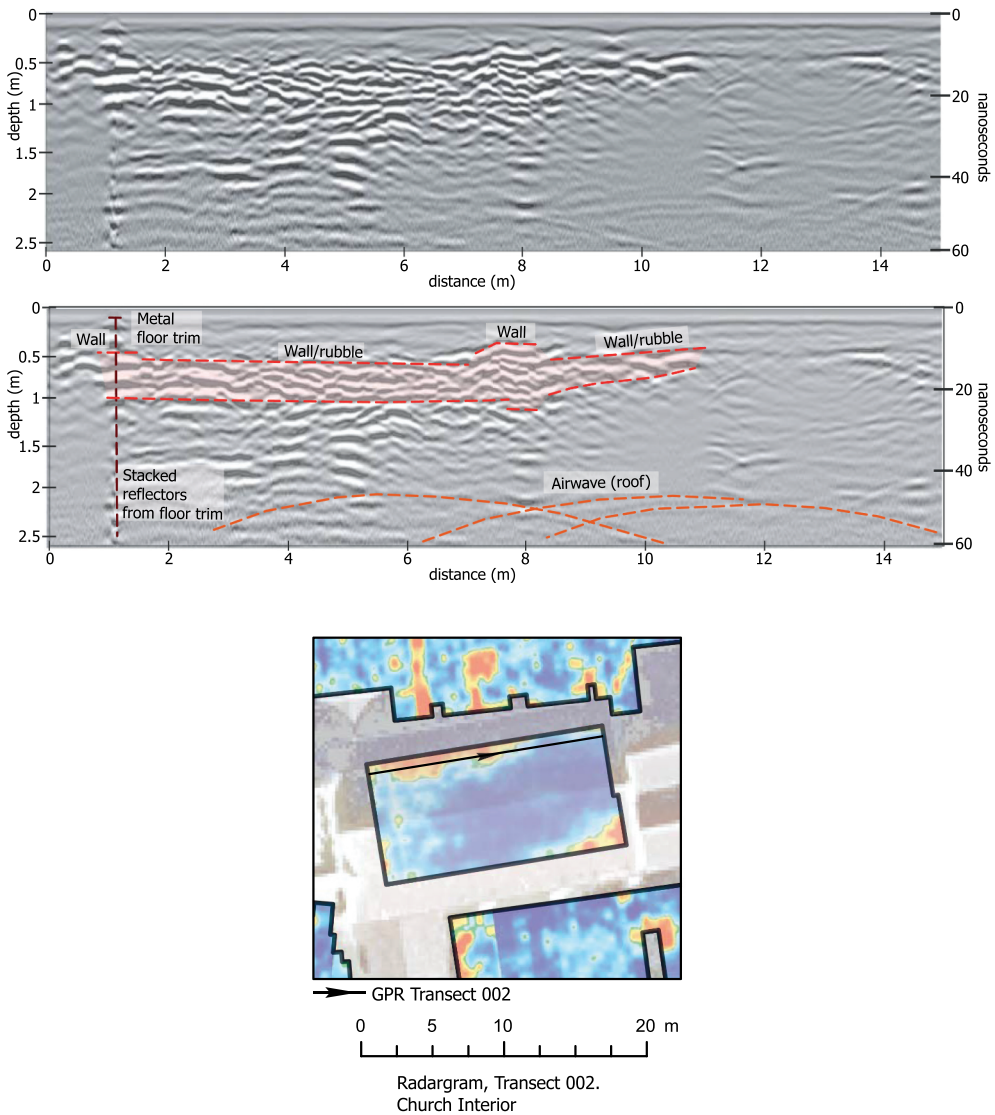 0
0.5
1
1.5
2
2.5
depth (m)
0
20
40
60
nanoseconds
0 2 4 6 8 10 12 14
distance (m)
0
0.5
1
1.5
2
2.5
depth (m)
Wall
Metal
floor trim
Wall/rubble
Wall
Wall/rubble
Stacked
reflectors
from floor trim
Airwave (roof)
0
20
40
60
nanoseconds
0 2 4 6 8 10 12 14
distance (m)
GPR Transect 002
0 5 10 20 m
Radargram, Transect 002.
Church Interior